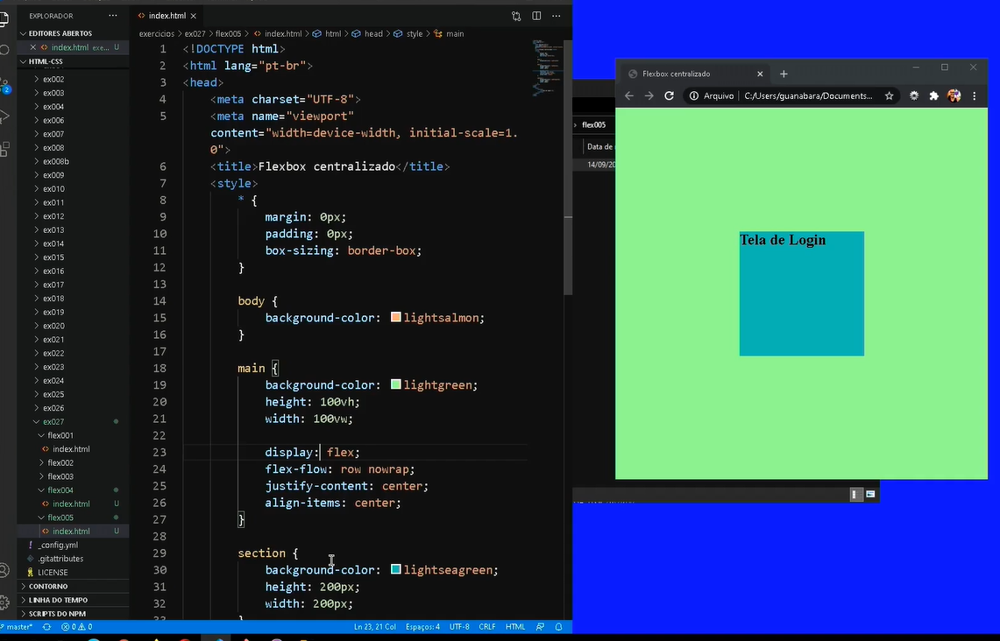 EXPLORADOR
EDITORES ABERTOS
index.html exe... U
HTML-CSS
ex002
ex003
ex004
ex006
ex007
ex008
ex008b
ex009
ex010
ex011
ex012
ex013
ex014
ex015
ex016
ex017
ex018
ex019
ex020
ex021
ex022
ex023
ex024
ex025
ex026
ex027
flex001
index.html
flex002
flex003
flex004
index.html U
flex005
index.html U
_config.yml
.gitattributes
LICENSE
CONTORNO
LINHA DO TEMPO
SCRIPTS DO NPM
2
index.html
exercicios > ex027 > flex005 > index.html > html > head > style > main
1 <!DOCTYPE html>
2 <html lang="pt-br">
3 <head>
4 <meta charset="UTF-8">
5 <meta name="viewport"
content="width=device-width, initial-scale=1.
0">
6 <title>Flexbox centralizado</title>
7 <style>
8 * {
9 margin: 0px;
10 padding: 0px;
11 box-sizing: border-box;
12 }
13
14 body {
15 background-color: lightsalmon;
16 }
17
18 main {
19 background-color: lightgreen;
20 height: 100vh;
21 width: 100vw;
22
23 display: flex;
24 flex-flow: row nowrap;
25 justify-content: center;
26 align-items: center;
27 }
28
29 section {
30 background-color: lightseagreen;
31 height: 200px;
32 width: 200px;
33 }
master* 0 0 Ln 23, 21 Col Espaços: 4 UTF-8 CRLF HTML
flex005
Data de
14/09/20
Flexbox centralizado
Arquivo C:/Users/guanabara/Documents...
Tela de Login